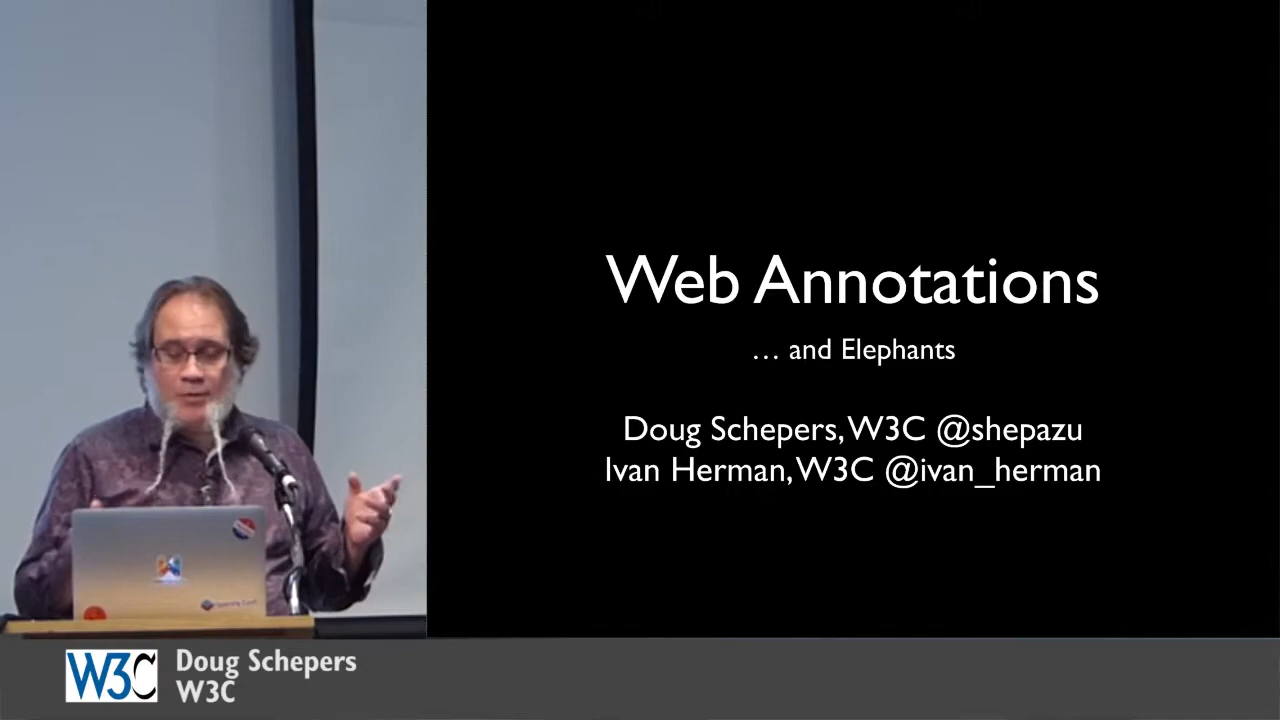 Web Annotations
… and Elephants
Doug Schepers, W3C @shepazu
Ivan Herman, W3C @ivan_herman
W3C
Doug Schepers
W3C